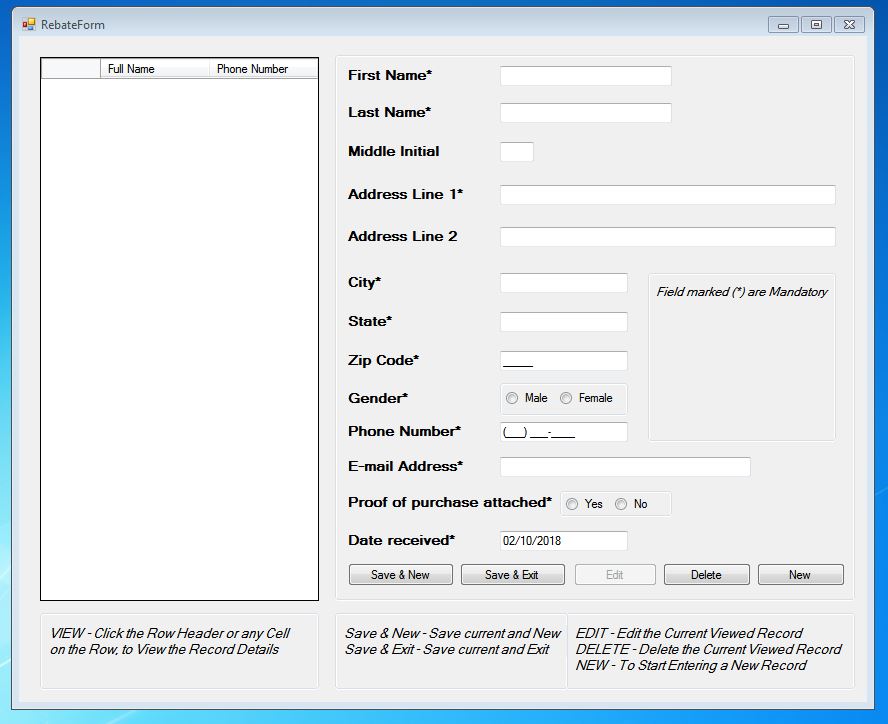 RebateForm
Full Name Phone Number
First Name*
Last Name*
Middle Initial
Address Line 1*
Address Line 2
City*
Field marked (*) are Mandatory
State*
Zip Code* _____
Gender* Male Female
Phone Number* (___) ___-____
E-mail Address*
Proof of purchase attached* Yes No
Date received* 02/10/2018
Save & New Save & Exit Edit Delete New
VIEW - Click the Row Header or any Cell
on the Row, to View the Record Details
Save & New - Save current and New
Save & Exit - Save current and Exit
EDIT - Edit the Current Viewed Record
DELETE - Delete the Current Viewed Record
NEW - To Start Entering a New Record